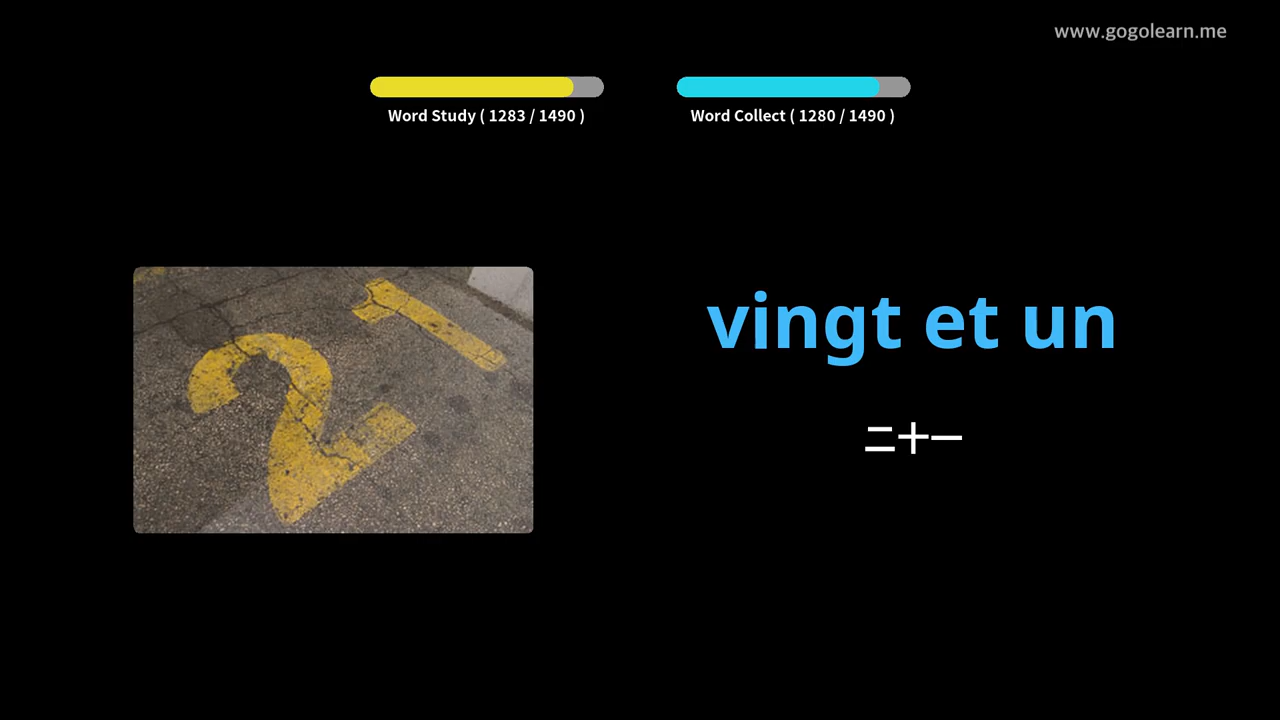 www.gogolearn.me
Word Study ( 1283 / 1490 )
Word Collect ( 1280 / 1490 )
21
vingt et un
二十一